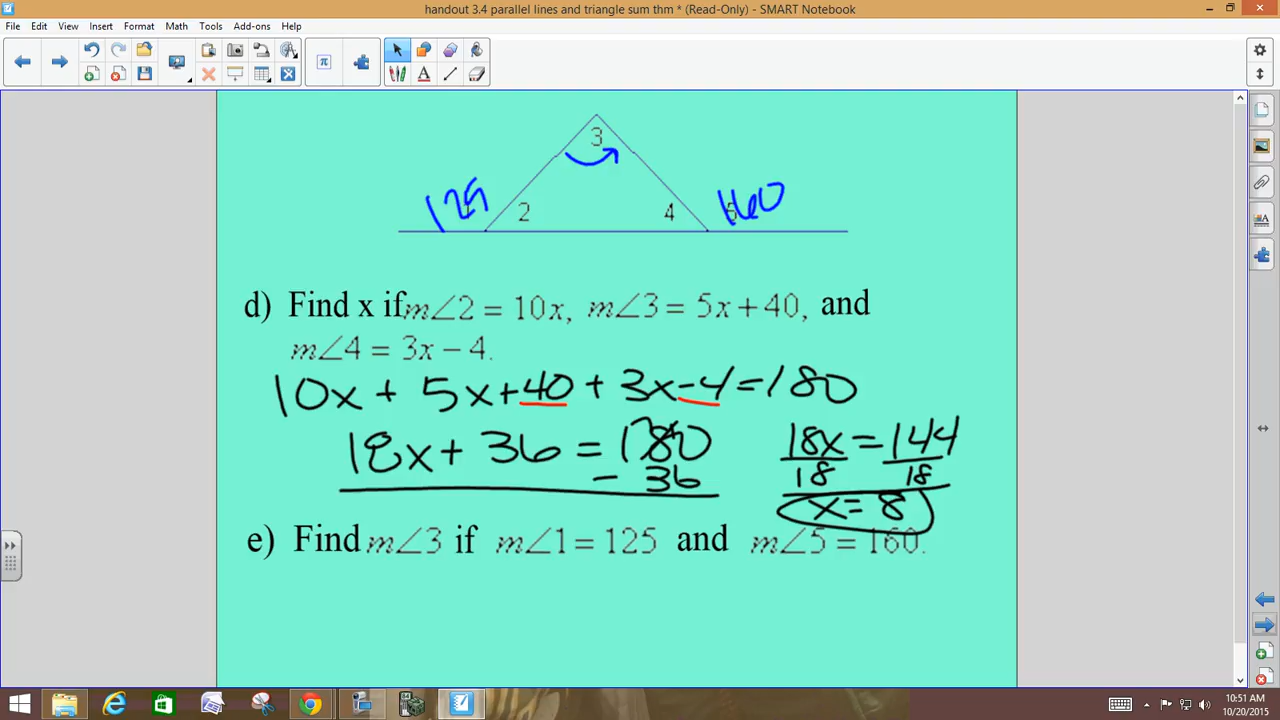 handout 3.4 parallel lines and triangle sum thm * (Read-Only) - SMART Notebook
File Edit View Insert Format Math Tools Add-ons Help
π
A
3
125 2 4 160
d) Find x if m∠2 = 10x, m∠3 = 5x + 40, and
m∠4 = 3x − 4.
10x + 5x + 40 + 3x - 4 = 180
18x + 36 = 180
- 36
18x = 144
18 18
x = 8
e) Find m∠3 if m∠1 = 125 and m∠5 = 160.
10:51 AM
10/20/2015